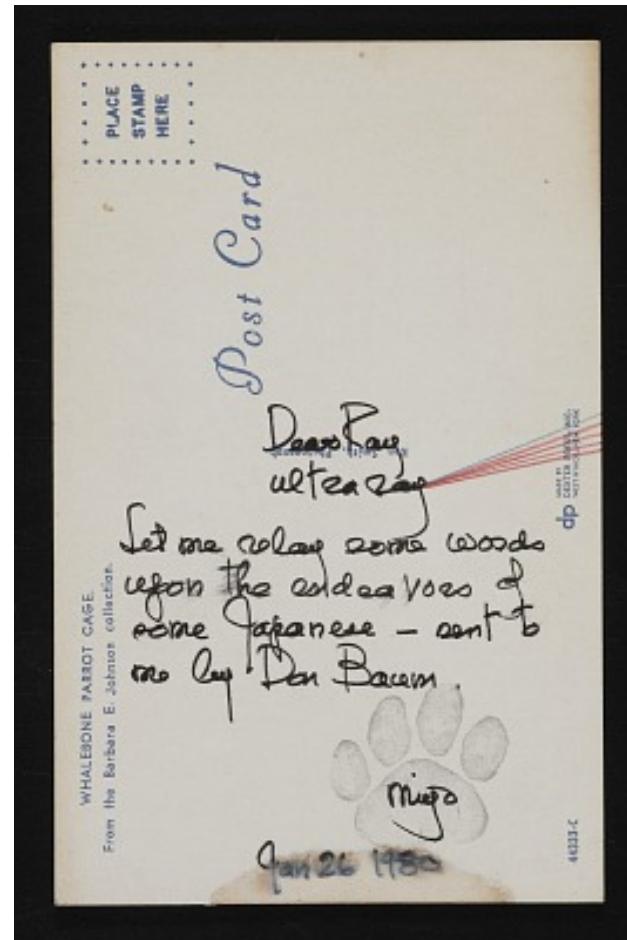 PLACE
STAMP
HERE
Post Card
Dear Ray
ultra ray
Let me relay some words
upon the endeavors of
some Japanese – sent to
me by Don Baum.
Jan 26 1980
WHALEBONE PARROT CAGE.
From the Barbara E. Johnson collection.
dp
44333-C